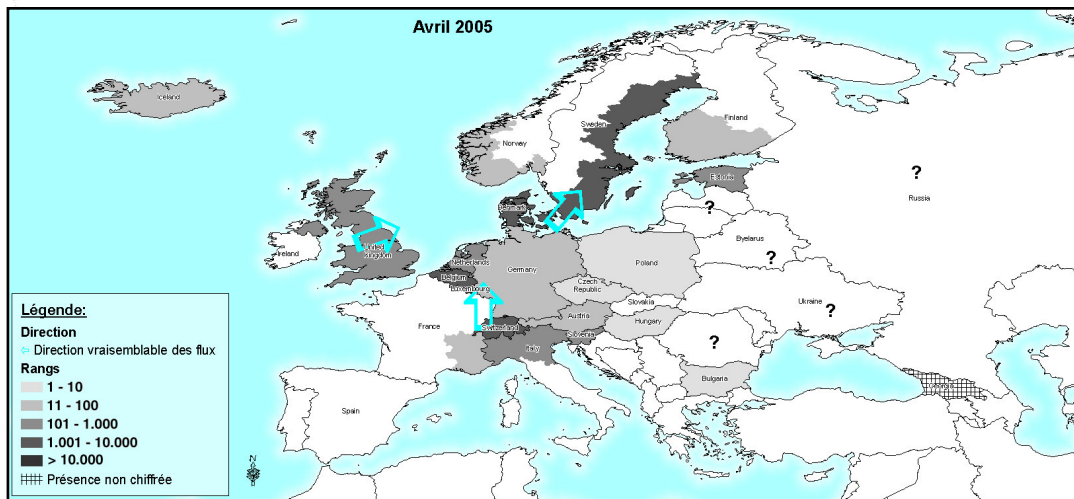 Avril 2005
Iceland
Finland
Sweden
Norway
Estonia
?
Russia
?
Denmark
Byelarus
?
Ireland
United
Kingdom
Netherlands
Germany
Poland
Belgium
Czech
Republic
Luxembourg
Slovakia
Ukraine
?
Austria
Hungary
France
Switzerland
Slovenia
Italy
?
Bulgaria
Georgia
Spain
N
Légende:
Direction
Direction vraisemblable des flux
Rangs
1 - 10
11 - 100
101 - 1.000
1.001 - 10.000
> 10.000
Présence non chiffrée